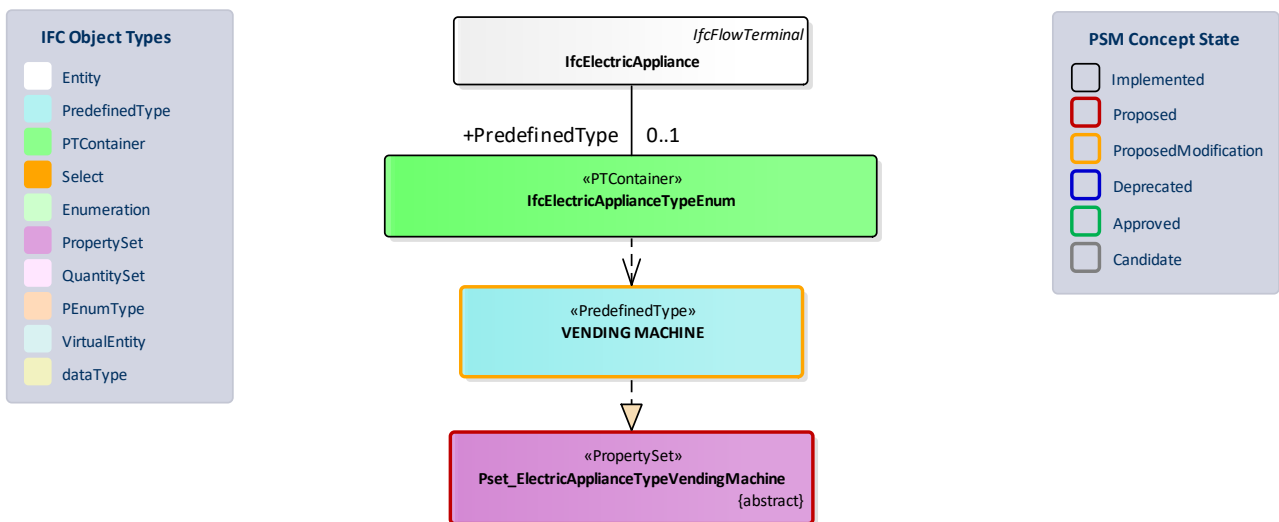 IFC Object Types
Entity
PredefinedType
PTContainer
Select
Enumeration
PropertySet
QuantitySet
PEnumType
VirtualEntity
dataType
IfcFlowTerminal
IfcElectricAppliance
+PredefinedType 0..1
«PTContainer»
IfcElectricApplianceTypeEnum
«PredefinedType»
VENDING MACHINE
«PropertySet»
Pset_ElectricApplianceTypeVendingMachine
{abstract}
PSM Concept State
Implemented
Proposed
ProposedModification
Deprecated
Approved
Candidate